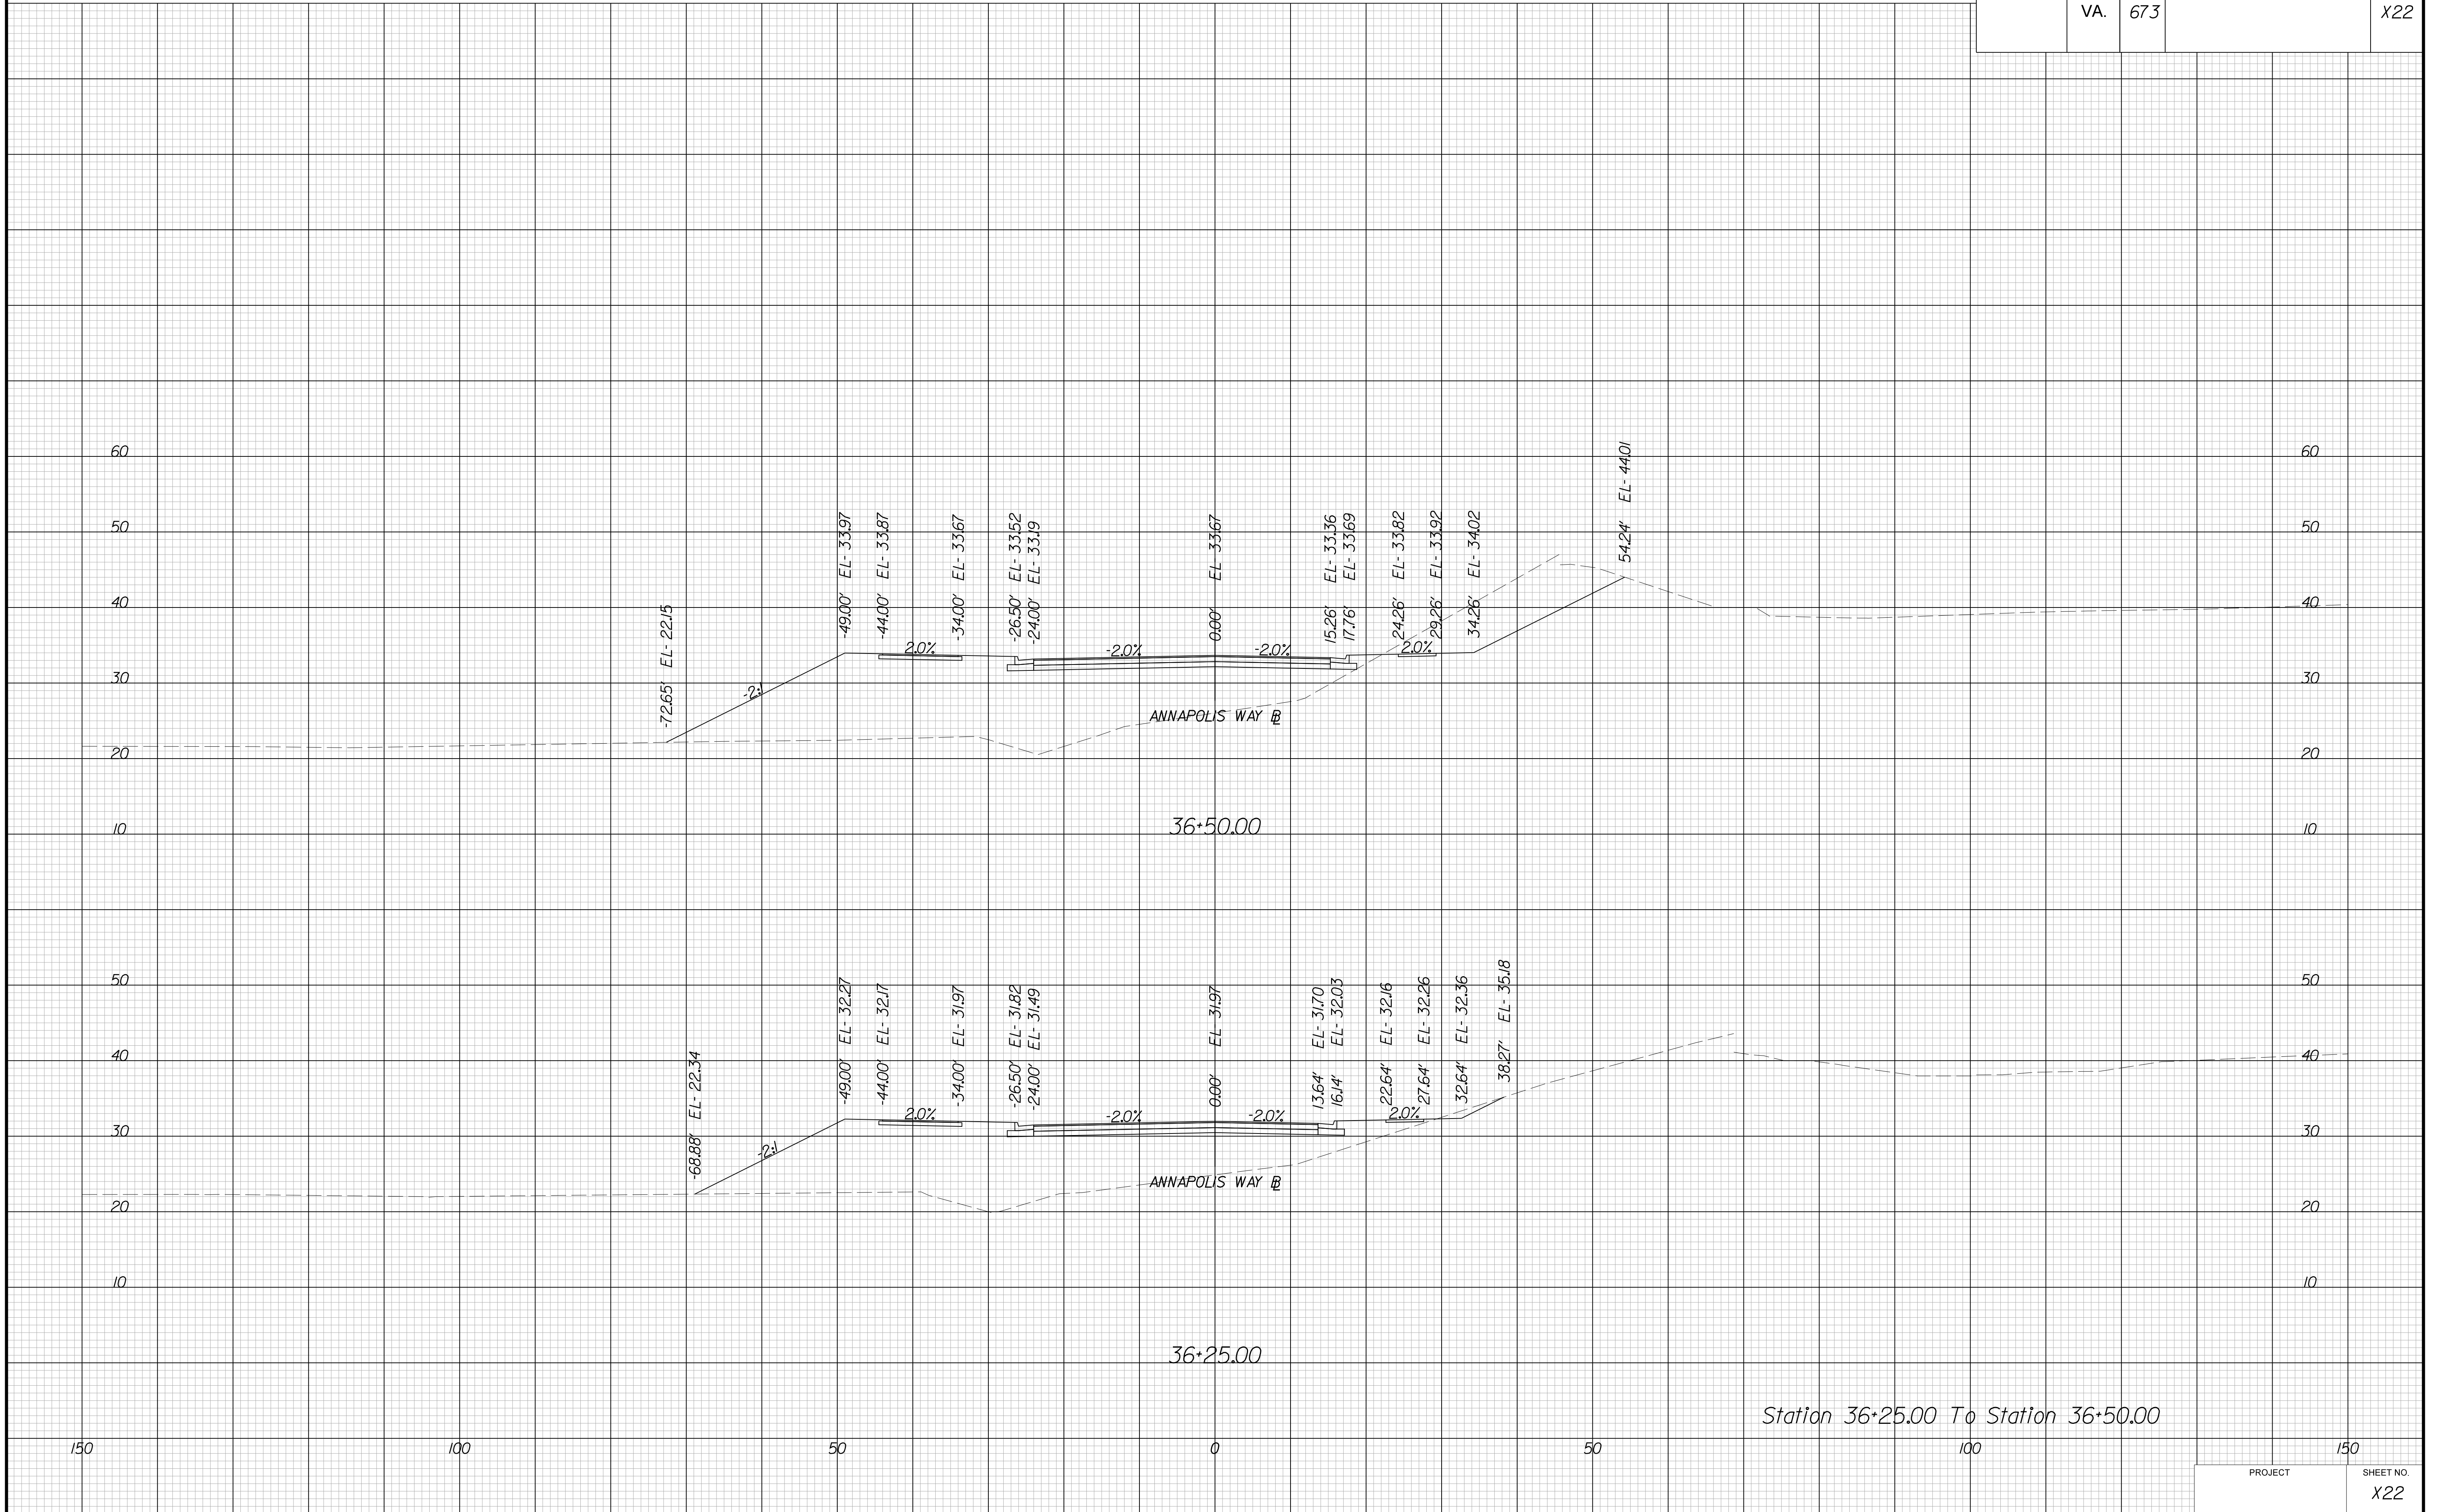 VA. 673 X22
60 60
50 50
40 40
30 30
20 20
10 10
-72.65' EL- 22.15
-49.00' EL- 33.97
-44.00' EL- 33.87
-34.00' EL- 33.67
-26.50' EL- 33.52
-24.00' EL- 33.19
0.00' EL- 33.67
15.26' EL- 33.36
17.76' EL- 33.69
24.26' EL- 33.82
29.26' EL- 33.92
34.26' EL- 34.02
54.24' EL- 44.01
-2:1
2.0%
-2.0%
-2.0%
2.0%
ANNAPOLIS WAY BL
36+50.00
50 50
40 40
30 30
20 20
10 10
-68.88' EL- 22.34
-49.00' EL- 32.27
-44.00' EL- 32.17
-34.00' EL- 31.97
-26.50' EL- 31.82
-24.00' EL- 31.49
0.00' EL- 31.97
13.64' EL- 31.70
16.14' EL- 32.03
22.64' EL- 32.16
27.64' EL- 32.26
32.64' EL- 32.36
38.27' EL- 35.18
-2:1
2.0%
-2.0%
-2.0%
2.0%
ANNAPOLIS WAY BL
36+25.00
Station 36+25.00 To Station 36+50.00
150 100 50 0 50 100 150
PROJECT SHEET NO.
X22